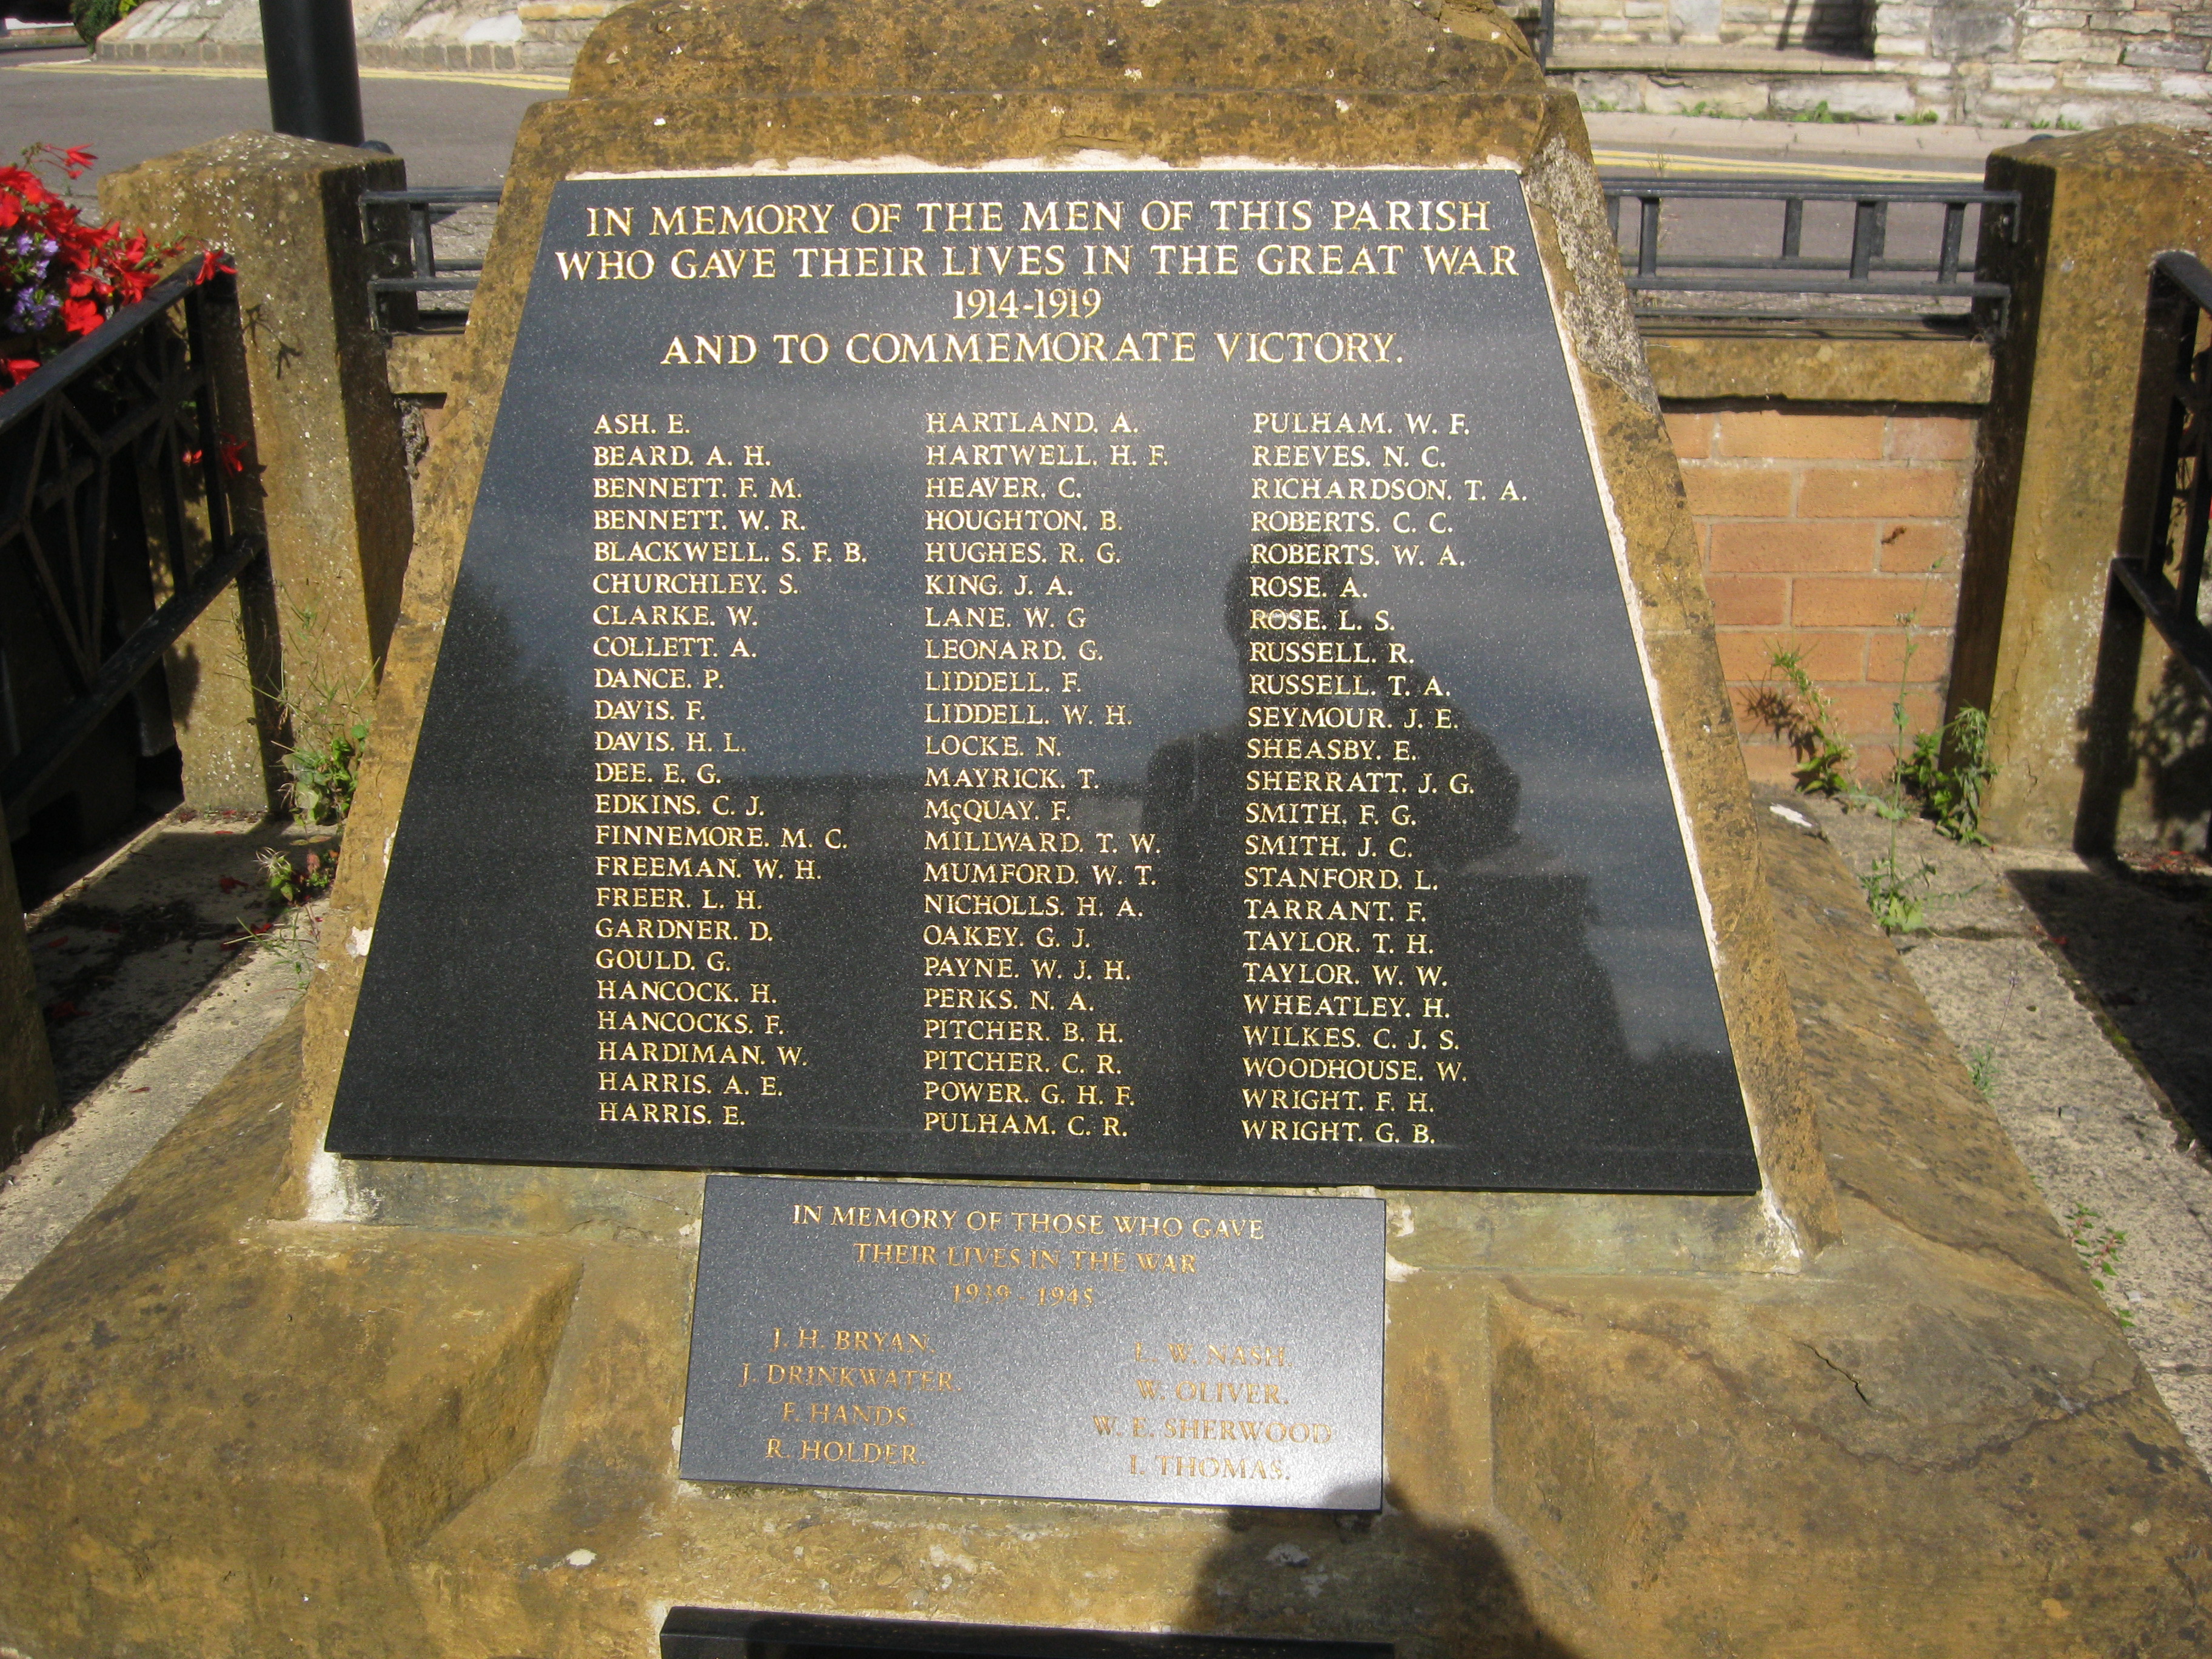 IN MEMORY OF THE MEN OF THIS PARISH
WHO GAVE THEIR LIVES IN THE GREAT WAR
1914-1919
AND TO COMMEMORATE VICTORY.
ASH. E.
BEARD. A. H.
BENNETT. F. M.
BENNETT. W. R.
BLACKWELL. S. F. B.
CHURCHLEY. S.
CLARKE. W.
COLLETT. A.
DANCE. P.
DAVIS. F.
DAVIS. H. L.
DEE. E. G.
EDKINS. C. J.
FINNEMORE. M. C.
FREEMAN. W. H.
FREER. L. H.
GARDNER. D.
GOULD. G.
HANCOCK. H.
HANCOCKS. F.
HARDIMAN. W.
HARRIS. A. E.
HARRIS. E.
HARTLAND. A.
HARTWELL. H. F.
HEAVER. C.
HOUGHTON. B.
HUGHES. R. G.
KING. J. A.
LANE. W. G
LEONARD. G.
LIDDELL. F.
LIDDELL. W. H.
LOCKE. N.
MAYRICK. T.
MçQUAY. F.
MILLWARD. T. W.
MUMFORD. W. T.
NICHOLLS. H. A.
OAKEY. G. J.
PAYNE. W. J. H.
PERKS. N. A.
PITCHER. B. H.
PITCHER. C. R.
POWER. G. H. F.
PULHAM. C. R.
PULHAM. W. F.
REEVES. N. C.
RICHARDSON. T. A.
ROBERTS. C. C.
ROBERTS. W. A.
ROSE. A.
ROSE. L. S.
RUSSELL. R.
RUSSELL. T. A.
SEYMOUR. J. E.
SHEASBY. E.
SHERRATT. J. G.
SMITH. F. G.
SMITH. J. C.
STANFORD. L.
TARRANT. F.
TAYLOR. T. H.
TAYLOR. W. W.
WHEATLEY. H.
WILKES. C. J. S.
WOODHOUSE. W.
WRIGHT. F. H.
WRIGHT. G. B.
IN MEMORY OF THOSE WHO GAVE
THEIR LIVES IN THE WAR
1939 - 1945
J. H. BRYAN.
J. DRINKWATER.
F. HANDS.
R. HOLDER.
L. W. NASH.
W. OLIVER.
W. E. SHERWOOD
I. THOMAS.